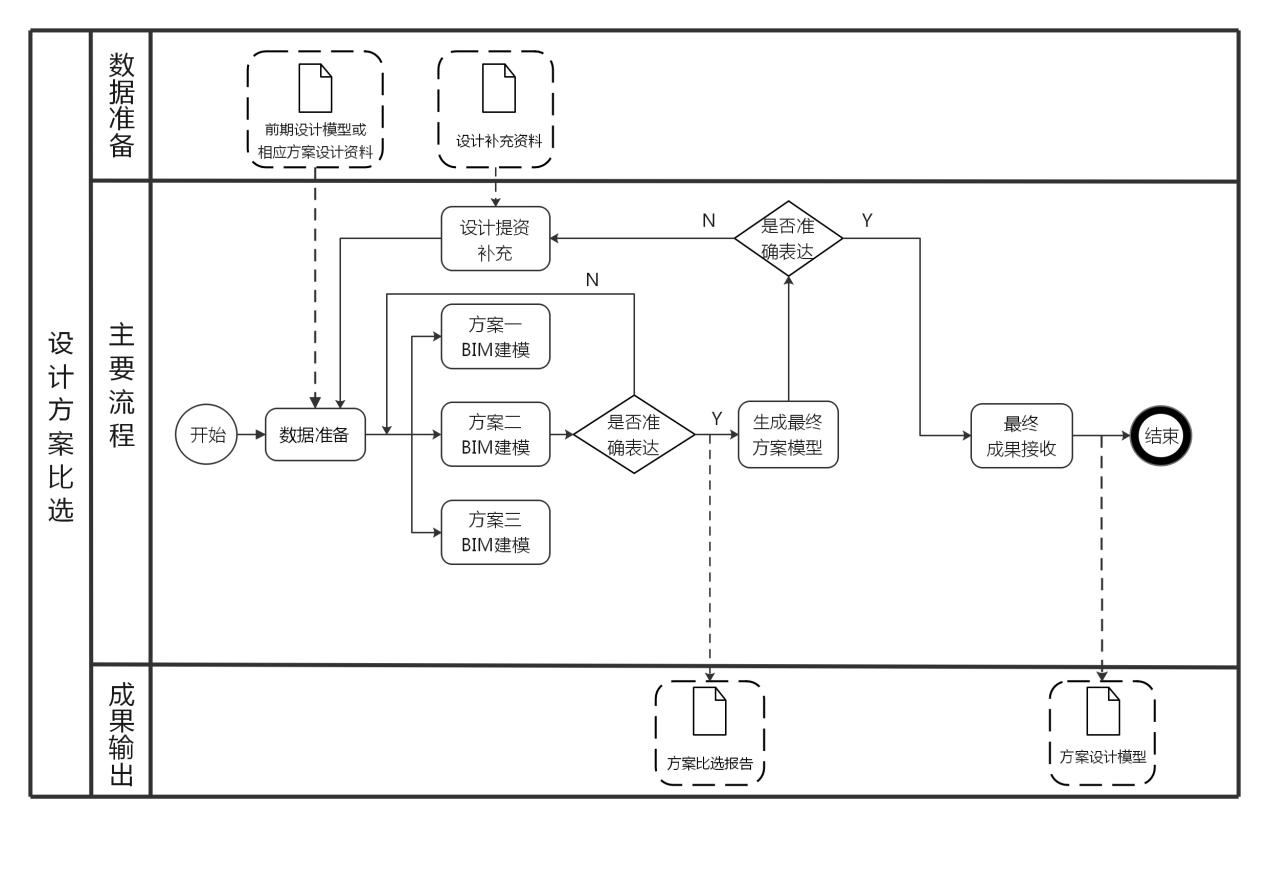 设计方案比选
数据准备
前期设计模型或
相应方案设计资料
设计补充资料
主要流程
设计提资
补充
N
是否准
确表达
Y
N
方案一
BIM建模
开始
数据准备
方案二
BIM建模
是否准
确表达
Y
生成最终
方案模型
最终
成果接收
结束
方案三
BIM建模
成果输出
方案比选报告
方案设计模型